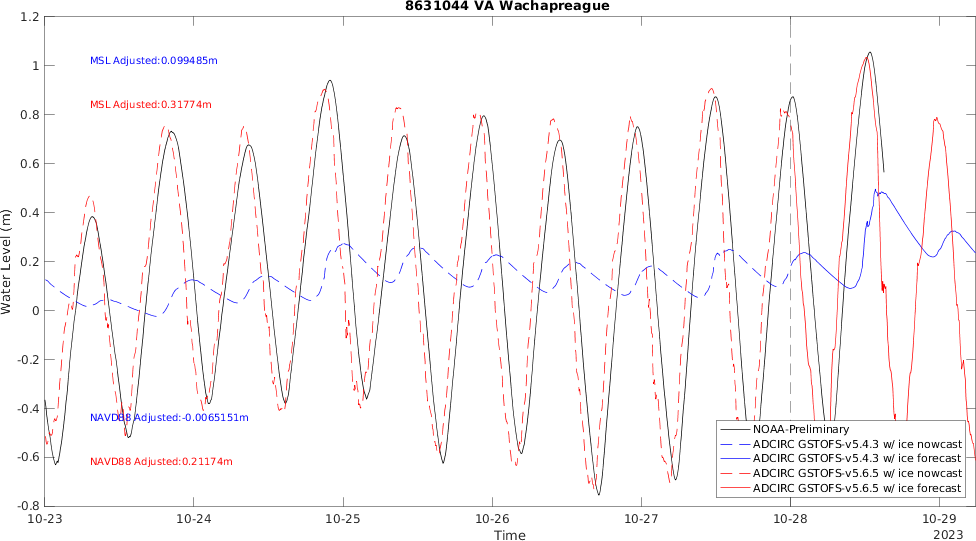 8631044 VA Wachapreague
1.2
1
0.8
0.6
0.4
0.2
0
-0.2
-0.4
-0.6
-0.8
Water Level (m)
MSL Adjusted:0.099485m
MSL Adjusted:0.31774m
NAVD88 Adjusted:-0.0065151m
NAVD88 Adjusted:0.21174m
NOAA-Preliminary
ADCIRC GSTOFS-v5.4.3 w/ ice nowcast
ADCIRC GSTOFS-v5.4.3 w/ ice forecast
ADCIRC GSTOFS-v5.6.5 w/ ice nowcast
ADCIRC GSTOFS-v5.6.5 w/ ice forecast
10-23 10-24 10-25 10-26 10-27 10-28 10-29
2023
Time